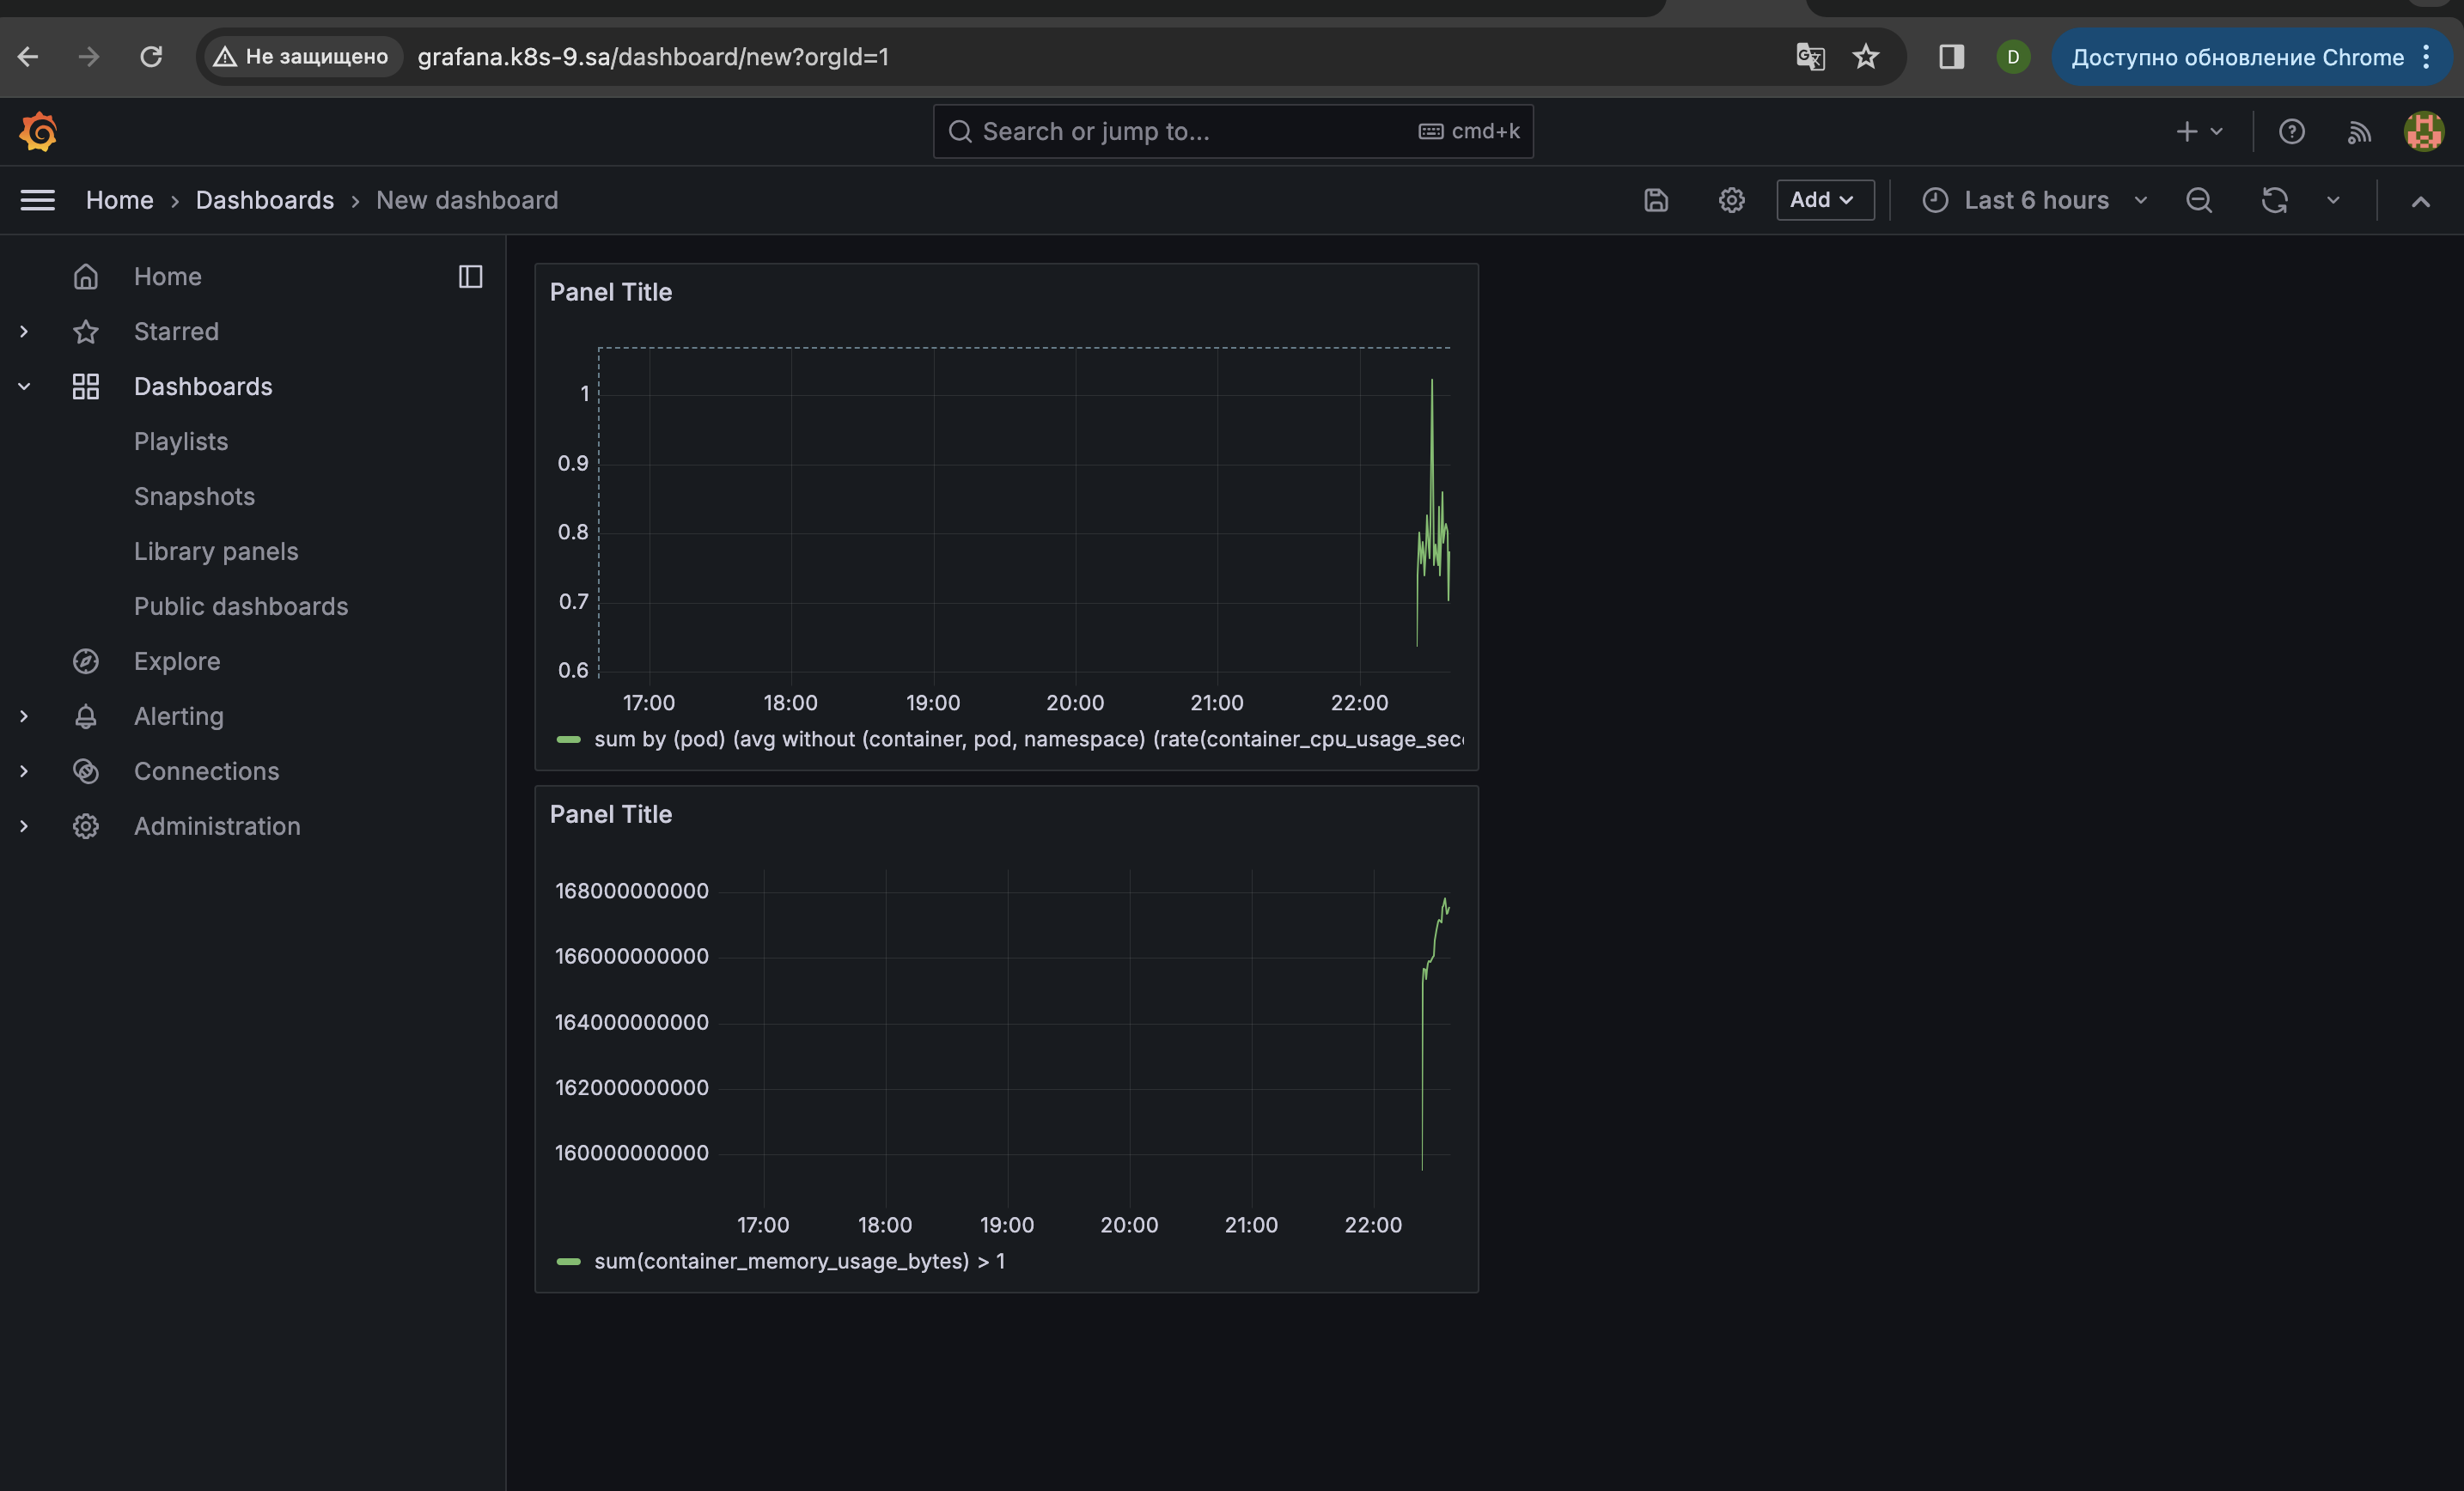 Не защищено
grafana.k8s-9.sa/dashboard/new?orgId=1
D
Доступно обновление Chrome
Search or jump to...
cmd+k
Home › Dashboards › New dashboard
Add
Last 6 hours
Home
Starred
Dashboards
Playlists
Snapshots
Library panels
Public dashboards
Explore
Alerting
Connections
Administration
Panel Title
1
0.9
0.8
0.7
0.6
17:00 18:00 19:00 20:00 21:00 22:00
sum by (pod) (avg without (container, pod, namespace) (rate(container_cpu_usage_sec
Panel Title
168000000000
166000000000
164000000000
162000000000
160000000000
17:00 18:00 19:00 20:00 21:00 22:00
sum(container_memory_usage_bytes) > 1